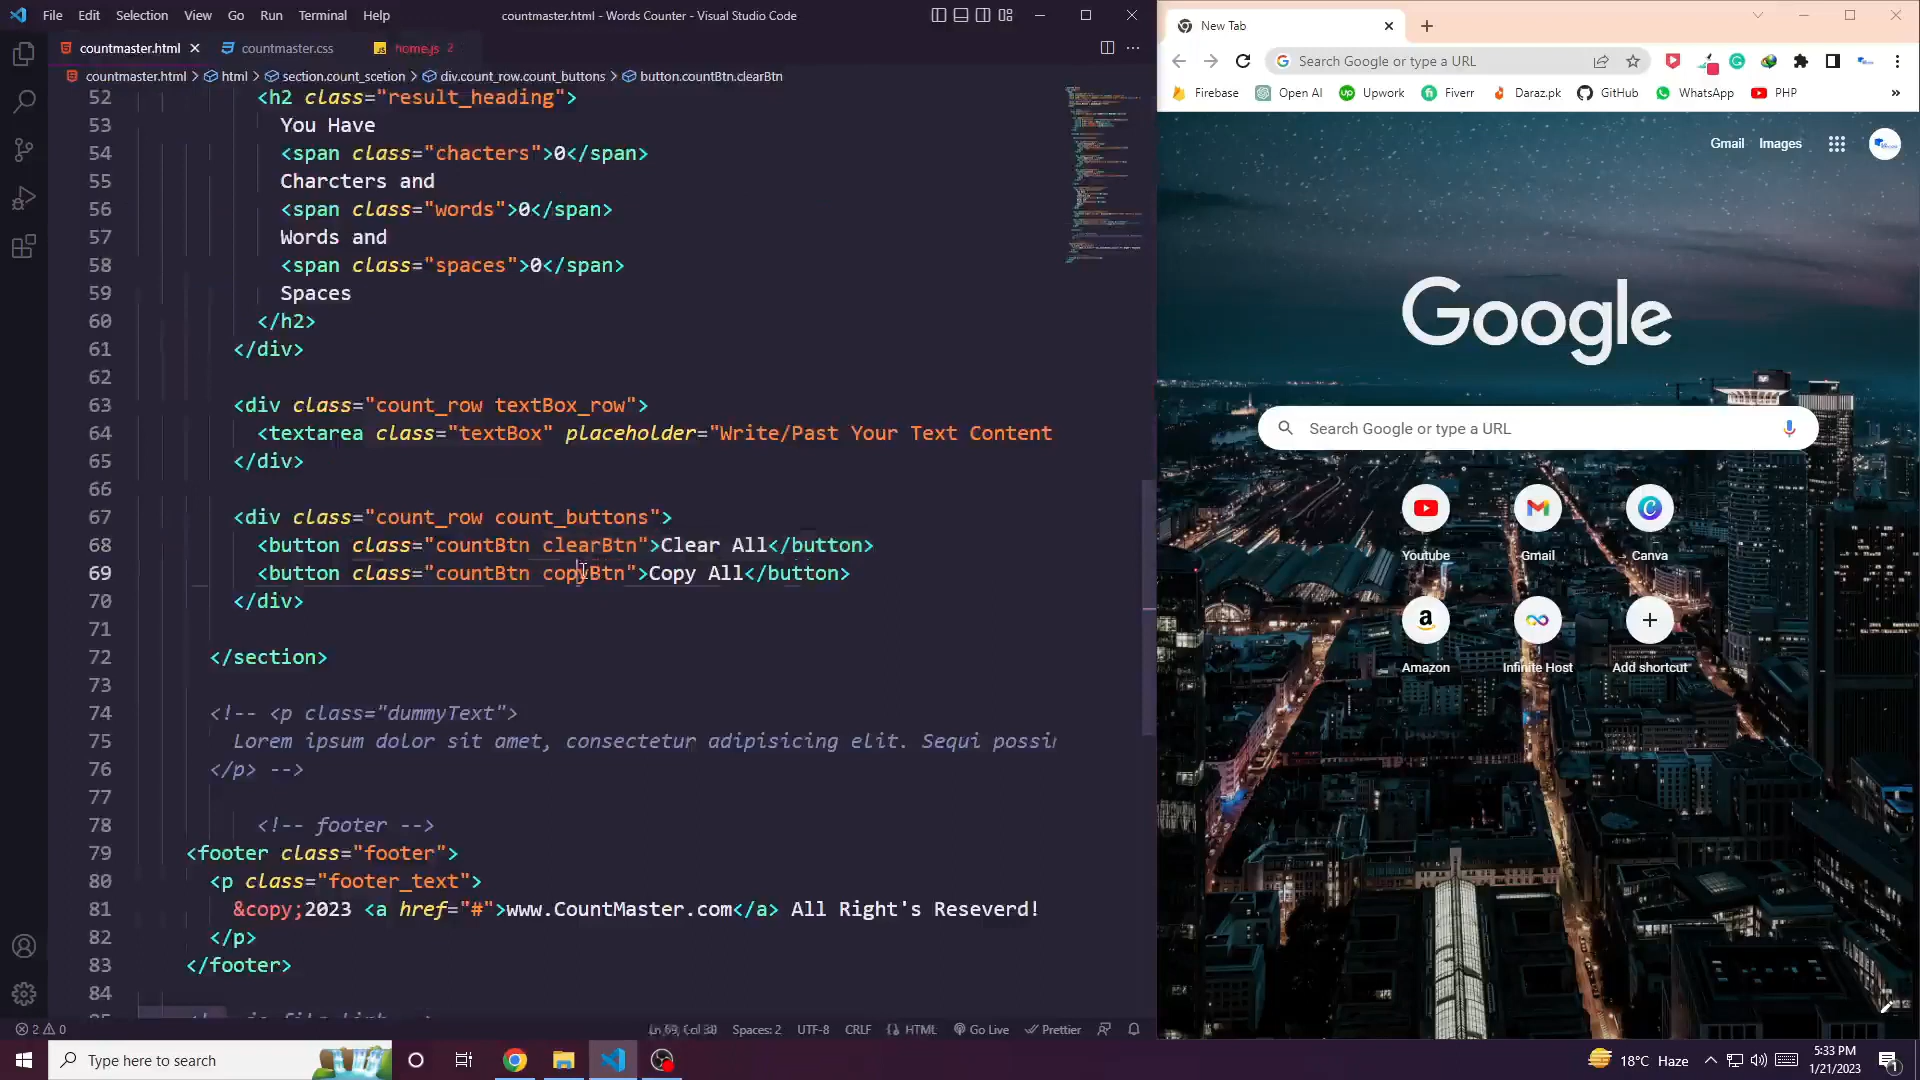 File Edit Selection View Go Run Terminal Help
countmaster.html - Words Counter - Visual Studio Code
countmaster.html
countmaster.css
home.js 2
countmaster.html
html
section.count_scetion
div.count_row.count_buttons
button.countBtn.clearBtn
52 <h2 class="result_heading">
53 You Have
54 <span class="chacters">0</span>
55 Charcters and
56 <span class="words">0</span>
57 Words and
58 <span class="spaces">0</span>
59 Spaces
60 </h2>
61 </div>
62
63 <div class="count_row textBox_row">
64 <textarea class="textBox" placeholder="Write/Past Your Text Content
65 </div>
66
67 <div class="count_row count_buttons">
68 <button class="countBtn clearBtn">Clear All</button>
69 <button class="countBtn copyBtn">Copy All</button>
70 </div>
71
72 </section>
73
74 <!-- <p class="dummyText">
75 Lorem ipsum dolor sit amet, consectetur adipisicing elit. Sequi possin
76 </p> -->
77
78 <!-- footer -->
79 <footer class="footer">
80 <p class="footer_text">
81 &copy;2023 <a href="#">www.CountMaster.com</a> All Right's Reseverd!
82 </p>
83 </footer>
84
2 0
Spaces: 2
UTF-8
CRLF
HTML
Go Live
Prettier
New Tab
Search Google or type a URL
Firebase
Open AI
Upwork
Fiverr
Daraz.pk
GitHub
WhatsApp
PHP
»
Gmail
Images
Google
Search Google or type a URL
Youtube
Gmail
Canva
Amazon
Infinite Host
Add shortcut
Type here to search
18°C Haze
5:33 PM
1/21/2023
1